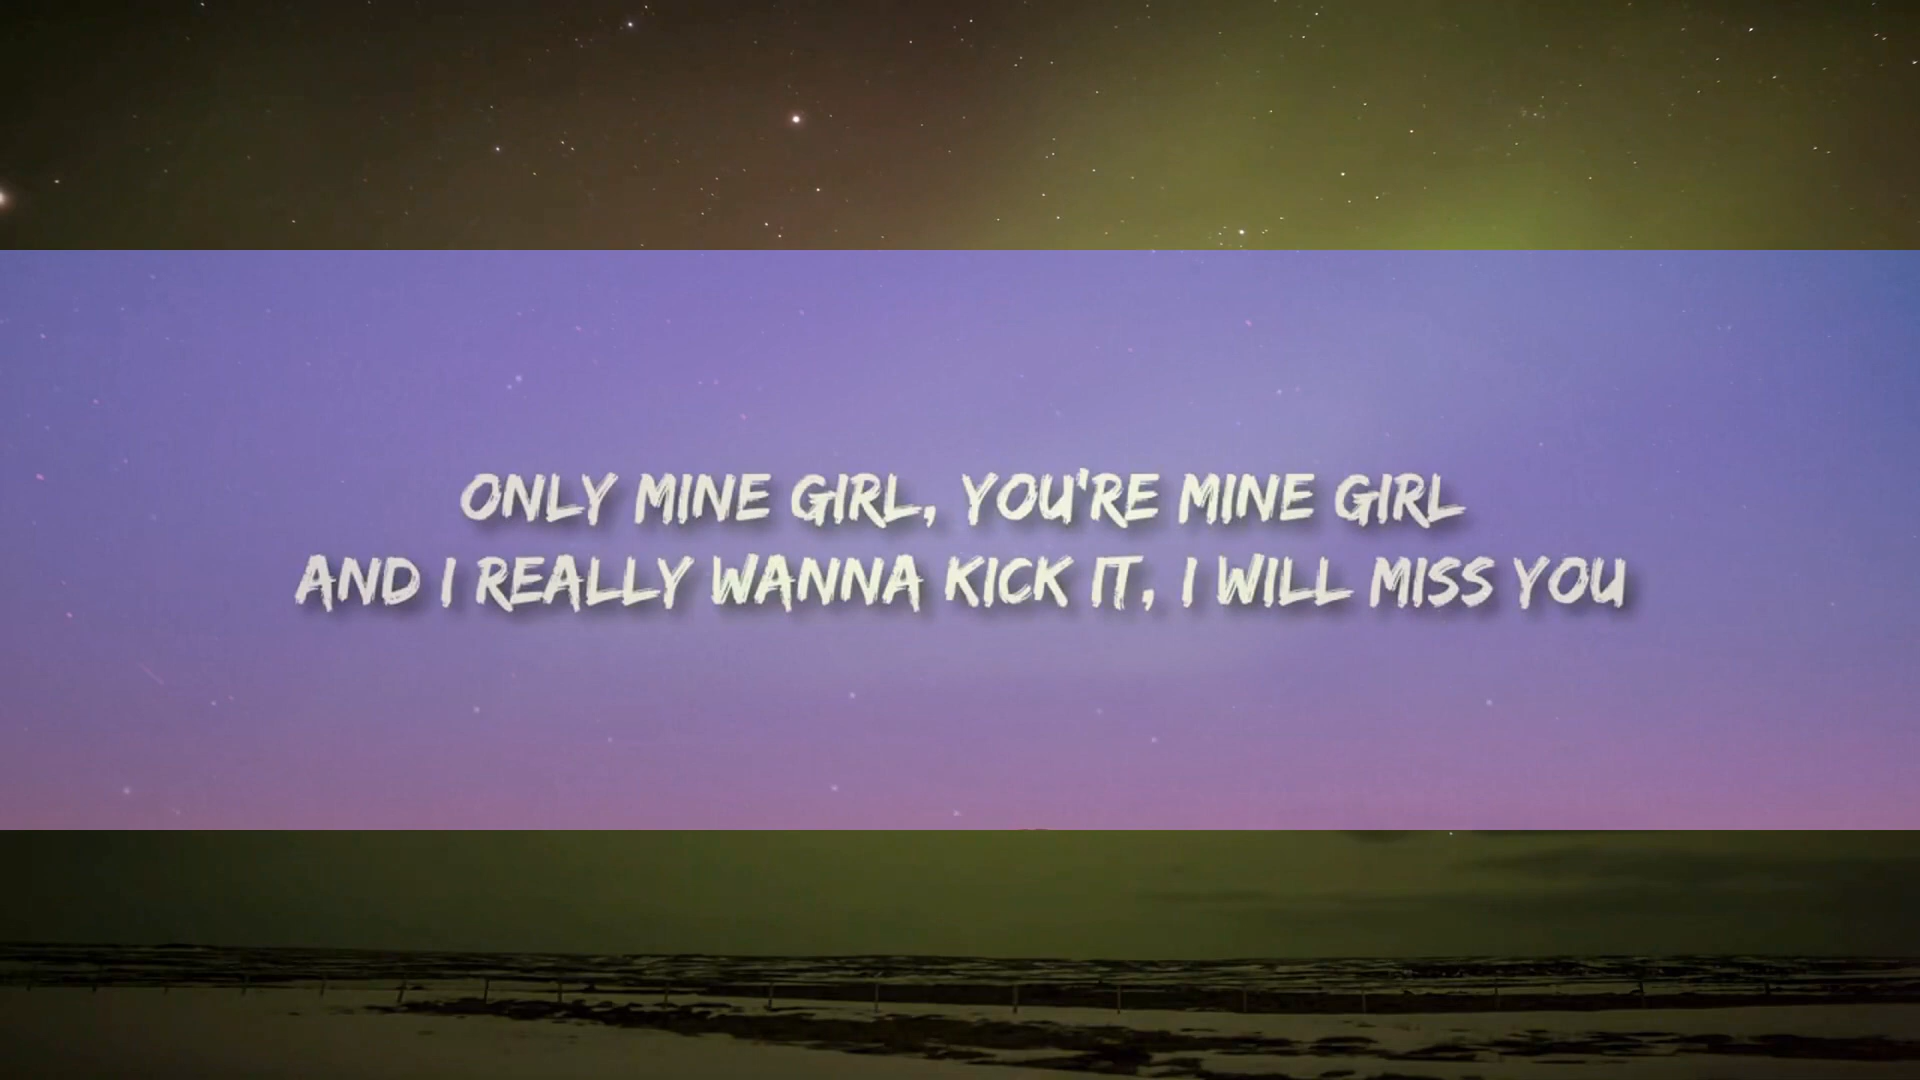 ONLY MINE GIRL, YOU'RE MINE GIRL
AND I REALLY WANNA KICK IT, I WILL MISS YOU